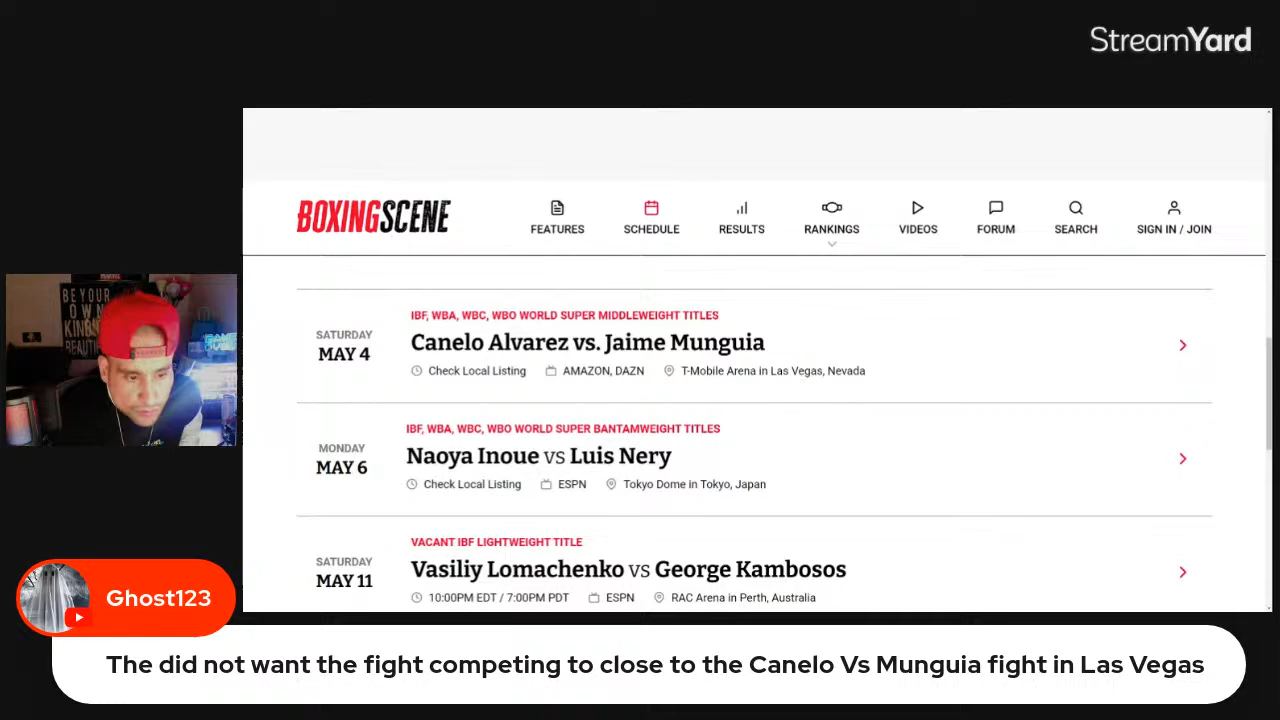 StreamYard
BOXINGSCENE
FEATURES
SCHEDULE
RESULTS
RANKINGS
VIDEOS
FORUM
SEARCH
SIGN IN / JOIN
SATURDAY
MAY 4
IBF, WBA, WBC, WBO WORLD SUPER MIDDLEWEIGHT TITLES
Canelo Alvarez vs. Jaime Munguia
Check Local Listing AMAZON, DAZN T-Mobile Arena in Las Vegas, Nevada
MONDAY
MAY 6
IBF, WBA, WBC, WBO WORLD SUPER BANTAMWEIGHT TITLES
Naoya Inoue vs Luis Nery
Check Local Listing ESPN Tokyo Dome in Tokyo, Japan
SATURDAY
MAY 11
VACANT IBF LIGHTWEIGHT TITLE
Vasiliy Lomachenko vs George Kambosos
10:00PM EDT / 7:00PM PDT ESPN RAC Arena in Perth, Australia
BE YOUR
OWN
KIND
BEAUTIF
Ghost123
The did not want the fight competing to close to the Canelo Vs Munguia fight in Las Vegas